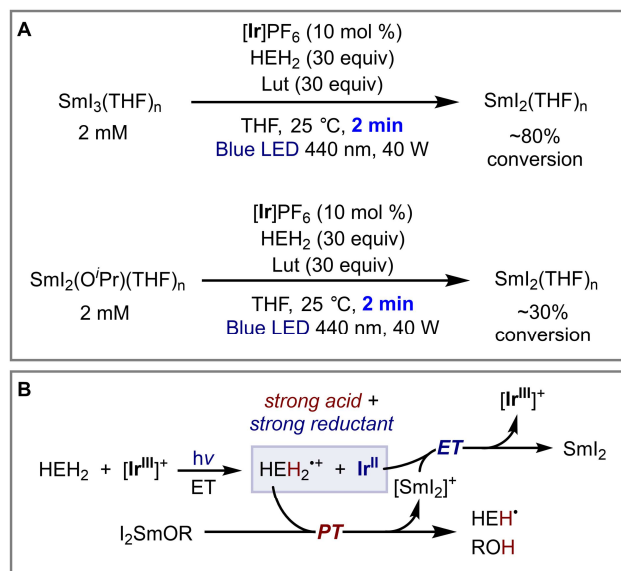 A
[Ir]PF6 (10 mol %)
HEH2 (30 equiv)
Lut (30 equiv)
SmI3(THF)n
2 mM
THF, 25 °C, 2 min
Blue LED 440 nm, 40 W
SmI2(THF)n
~80%
conversion
[Ir]PF6 (10 mol %)
HEH2 (30 equiv)
Lut (30 equiv)
SmI2(OiPr)(THF)n
2 mM
THF, 25 °C, 2 min
Blue LED 440 nm, 40 W
SmI2(THF)n
~30%
conversion
B
strong acid +
strong reductant
[IrIII]+
HEH2 + [IrIII]+
hν
ET
HEH2•+ + IrII
ET
SmI2
[SmI2]+
I2SmOR
PT
HEH•
ROH